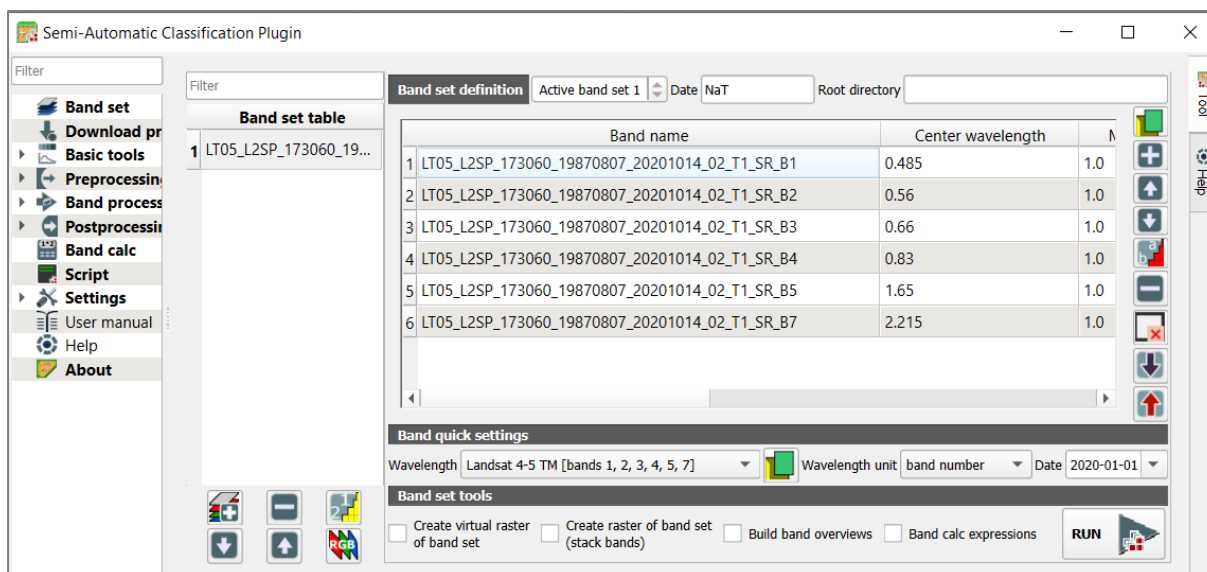 Semi-Automatic Classification Plugin
Filter
Band set
Download pr
Basic tools
Preprocessin
Band process
Postprocessi
Band calc
Script
Settings
User manual
Help
About
Filter
Band set table
1 LT05_L2SP_173060_19...
Band set definition Active band set 1 Date NaT Root directory
Band name Center wavelength M
1 LT05_L2SP_173060_19870807_20201014_02_T1_SR_B1 0.485 1.0
2 LT05_L2SP_173060_19870807_20201014_02_T1_SR_B2 0.56 1.0
3 LT05_L2SP_173060_19870807_20201014_02_T1_SR_B3 0.66 1.0
4 LT05_L2SP_173060_19870807_20201014_02_T1_SR_B4 0.83 1.0
5 LT05_L2SP_173060_19870807_20201014_02_T1_SR_B5 1.65 1.0
6 LT05_L2SP_173060_19870807_20201014_02_T1_SR_B7 2.215 1.0
Band quick settings
Wavelength Landsat 4-5 TM [bands 1, 2, 3, 4, 5, 7] Wavelength unit band number Date 2020-01-01
Band set tools
Create virtual raster
of band set
Create raster of band set
(stack bands)
Build band overviews
Band calc expressions
RUN
RGB
Tool
Help